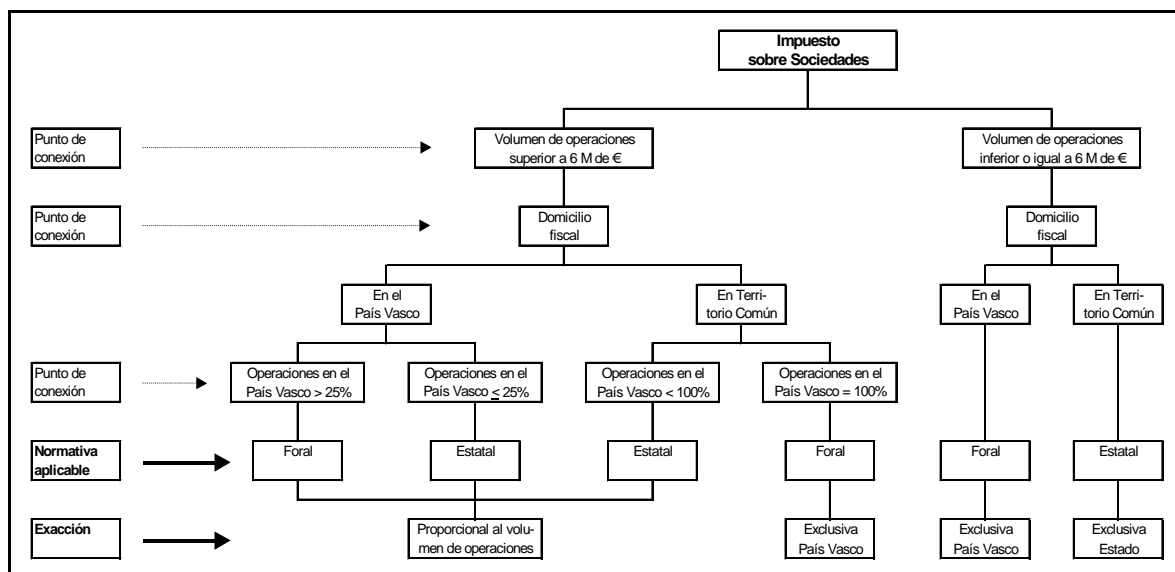 Impuesto
sobre Sociedades
Punto de
conexión
Volumen de operaciones
superior a 6 M de €
Volumen de operaciones
inferior o igual a 6 M de €
Punto de
conexión
Domicilio
fiscal
Domicilio
fiscal
En el
País Vasco
En Terri-
torio Común
En el
País Vasco
En Terri-
torio Común
Punto de
conexión
Operaciones en el
País Vasco > 25%
Operaciones en el
País Vasco ≤ 25%
Operaciones en el
País Vasco < 100%
Operaciones en el
País Vasco = 100%
Normativa
aplicable
Foral
Estatal
Estatal
Foral
Foral
Estatal
Exacción
Proporcional al volu-
men de operaciones
Exclusiva
País Vasco
Exclusiva
País Vasco
Exclusiva
Estado